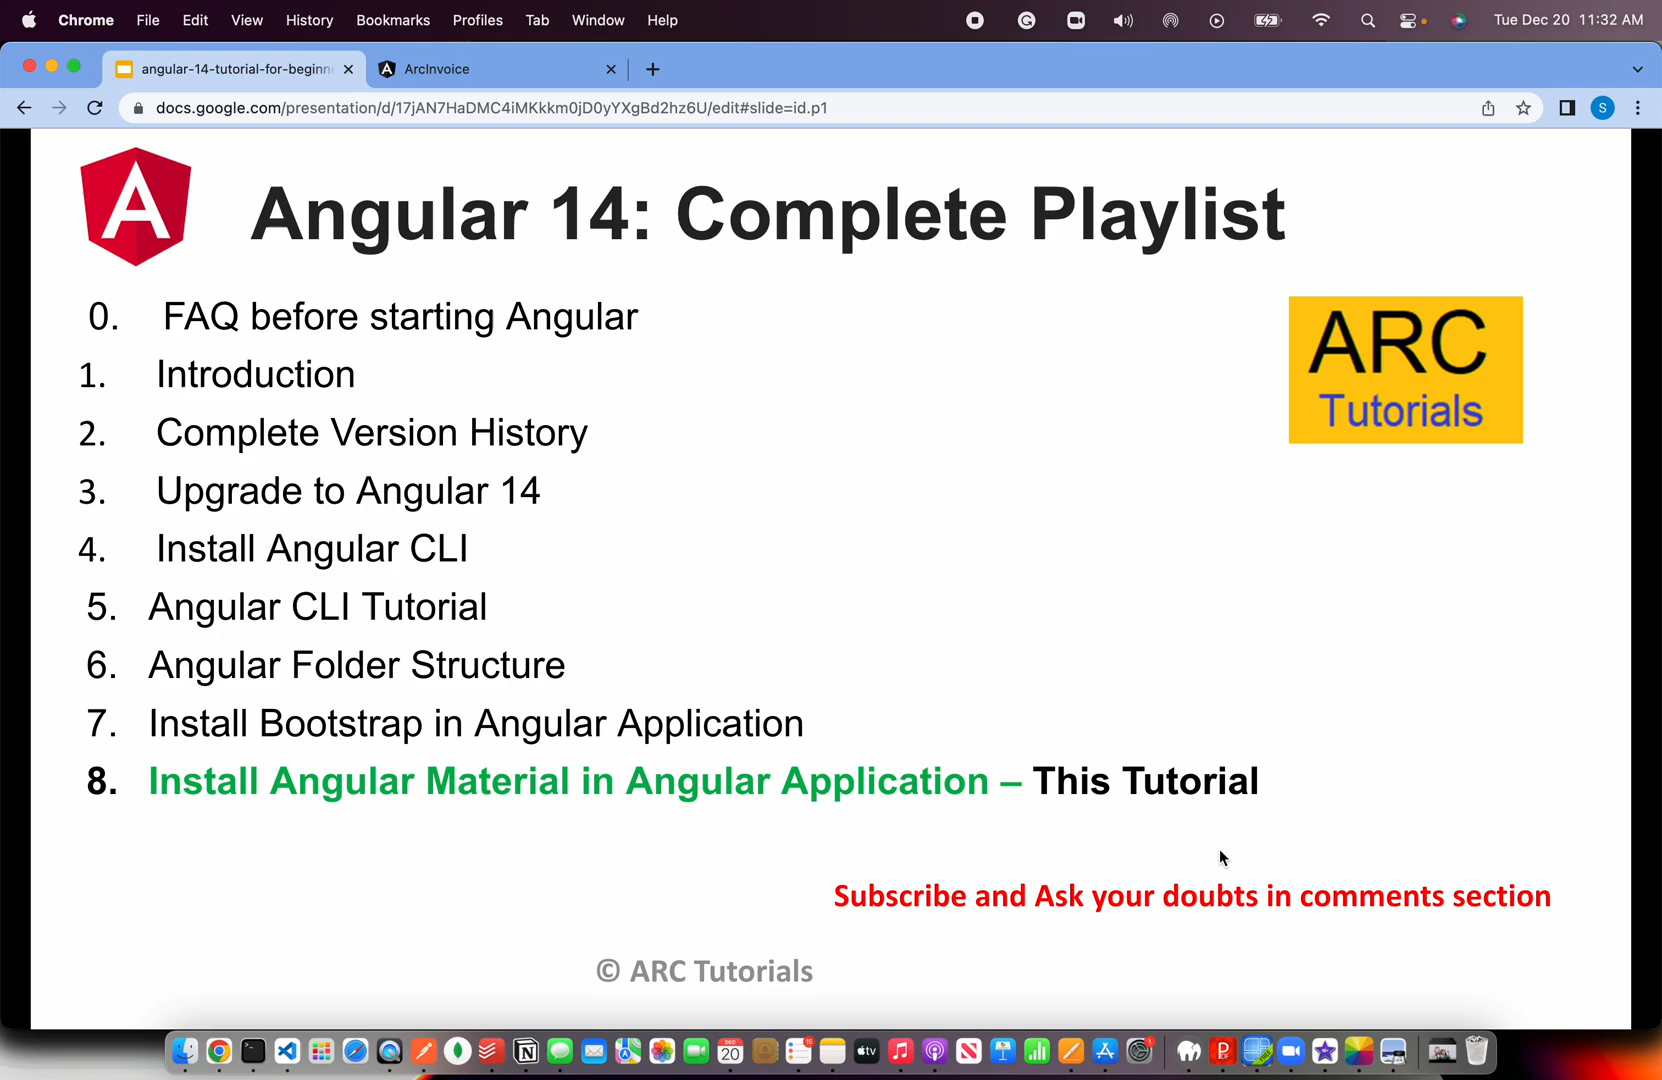 Chrome File Edit View History Bookmarks Profiles Tab Window Help Tue Dec 20 11:32 AM
angular-14-tutorial-for-beginn ArcInvoice
docs.google.com/presentation/d/17jAN7HaDMC4iMKkkm0jD0yYXgBd2hz6U/edit#slide=id.p1 S
A Angular 14: Complete Playlist
0. FAQ before starting Angular
1. Introduction
2. Complete Version History
3. Upgrade to Angular 14
4. Install Angular CLI
5. Angular CLI Tutorial
6. Angular Folder Structure
7. Install Bootstrap in Angular Application
8. Install Angular Material in Angular Application – This Tutorial
ARC
Tutorials
Subscribe and Ask your doubts in comments section
© ARC Tutorials
DEC
20
tv